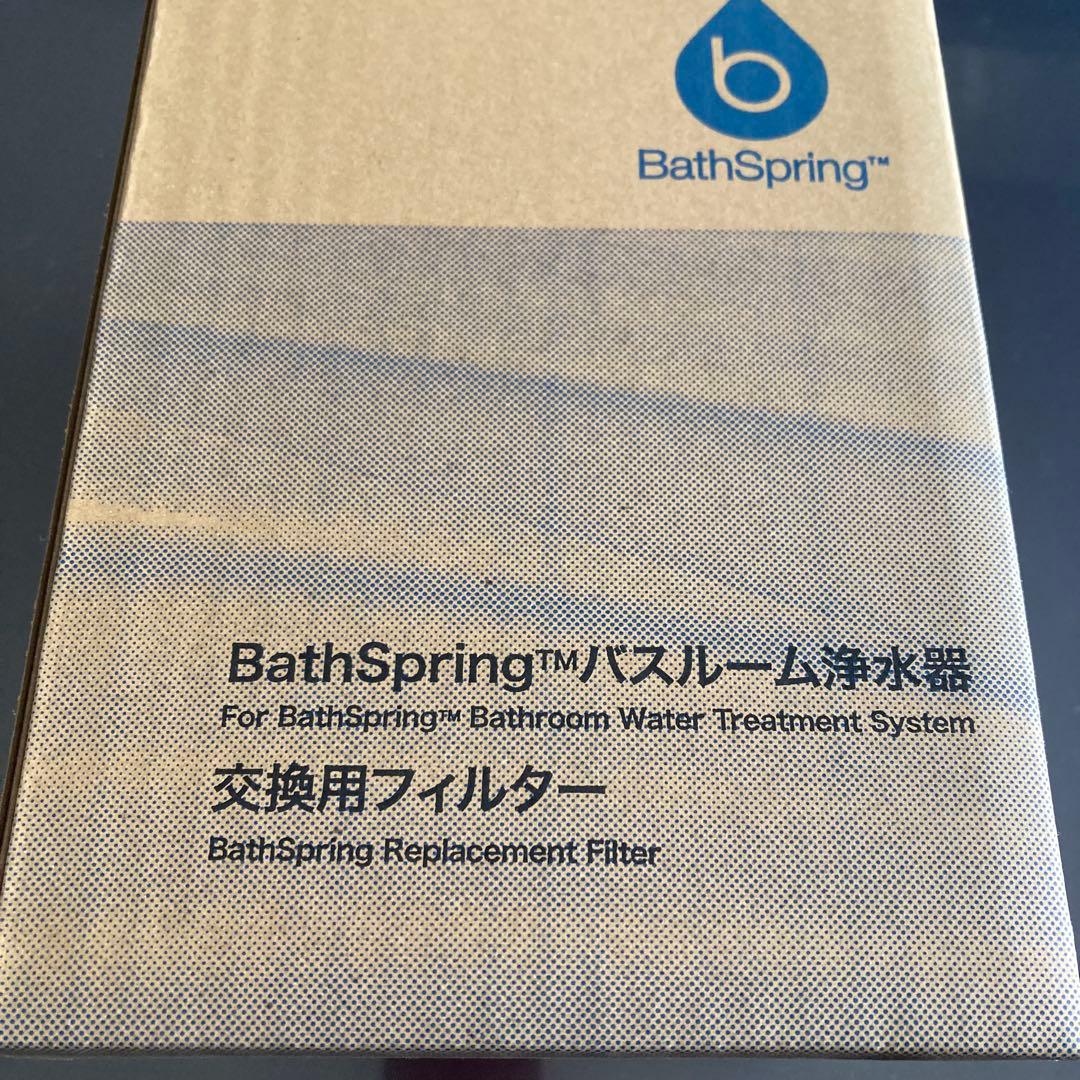 b
BathSpring™
BathSpring™バスルーム浄水器
For BathSpring™ Bathroom Water Treatment System
交換用フィルター
BathSpring Replacement Filter